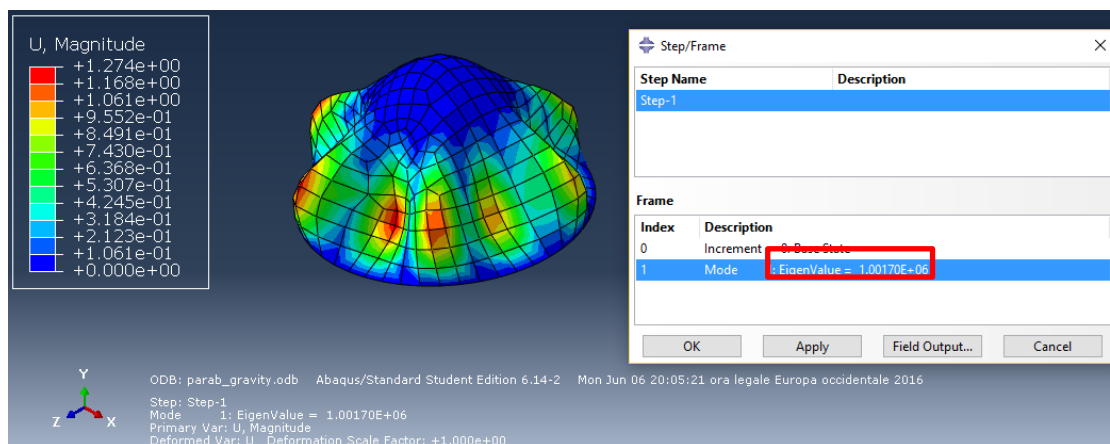 U, Magnitude
+1.274e+00
+1.168e+00
+1.061e+00
+9.552e-01
+8.491e-01
+7.430e-01
+6.368e-01
+5.307e-01
+4.245e-01
+3.184e-01
+2.123e-01
+1.061e-01
+0.000e+00
Step/Frame
Step Name Description
Step-1
Frame
Index Description
0 Increment 0: Base State
1 Mode 1: EigenValue = 1.00170E+06
OK Apply Field Output... Cancel
Y
Z X
ODB: parab_gravity.odb Abaqus/Standard Student Edition 6.14-2 Mon Jun 06 20:05:21 ora legale Europa occidentale 2016
Step: Step-1
Mode 1: EigenValue = 1.00170E+06
Primary Var: U, Magnitude
Deformed Var: U Deformation Scale Factor: +1.000e+00